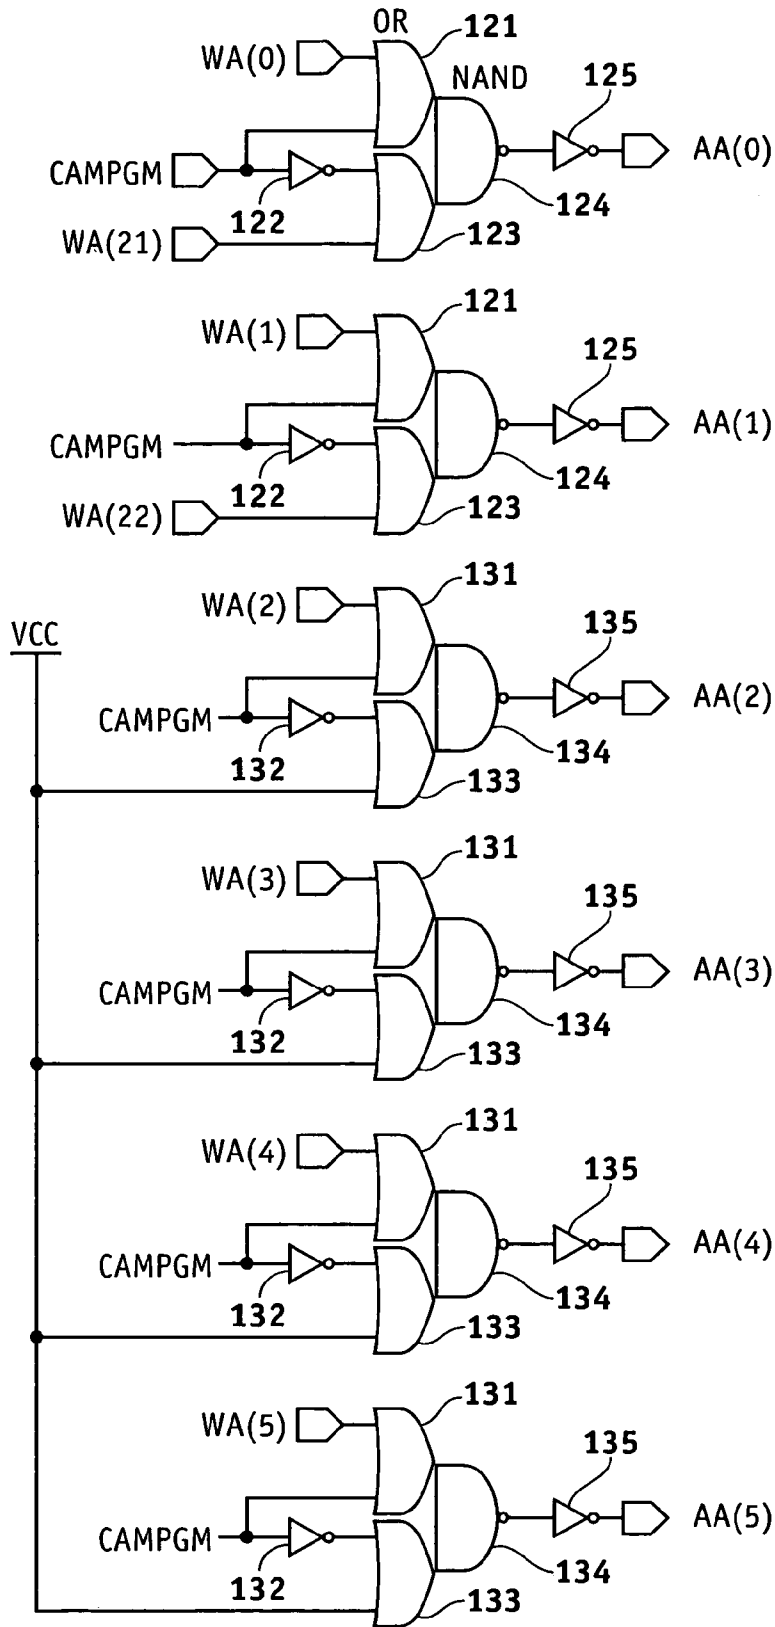 OR
121
WA(0)
NAND
125
CAMPGM
AA(0)
122
124
WA(21)
123
121
WA(1)
125
CAMPGM
AA(1)
122
124
WA(22)
123
131
WA(2)
VCC
135
CAMPGM
AA(2)
132
134
133
131
WA(3)
135
CAMPGM
AA(3)
132
134
133
131
WA(4)
135
CAMPGM
AA(4)
132
134
133
131
WA(5)
135
CAMPGM
AA(5)
132
134
133